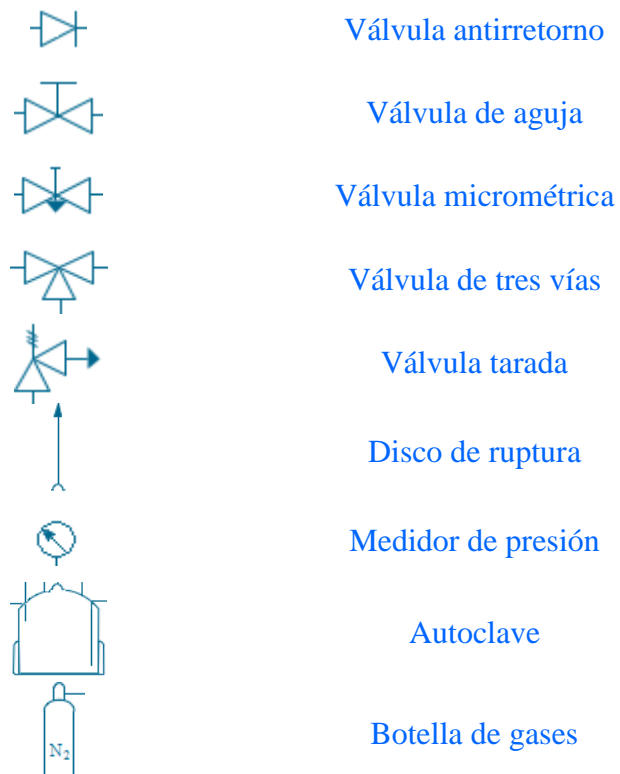 Válvula antirretorno
Válvula de aguja
Válvula micrométrica
Válvula de tres vías
Válvula tarada
Disco de ruptura
Medidor de presión
Autoclave
Botella de gases
N₂